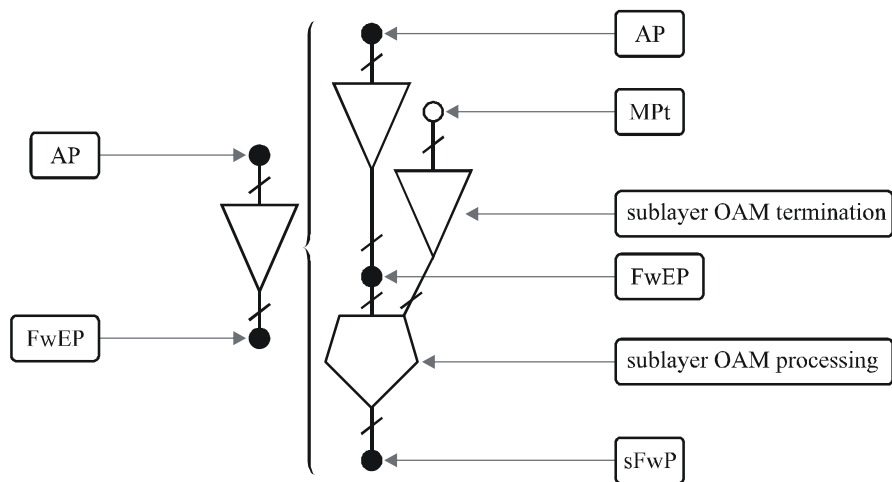 AP
FwEP
AP
MPt
sublayer OAM termination
FwEP
sublayer OAM processing
sFwP